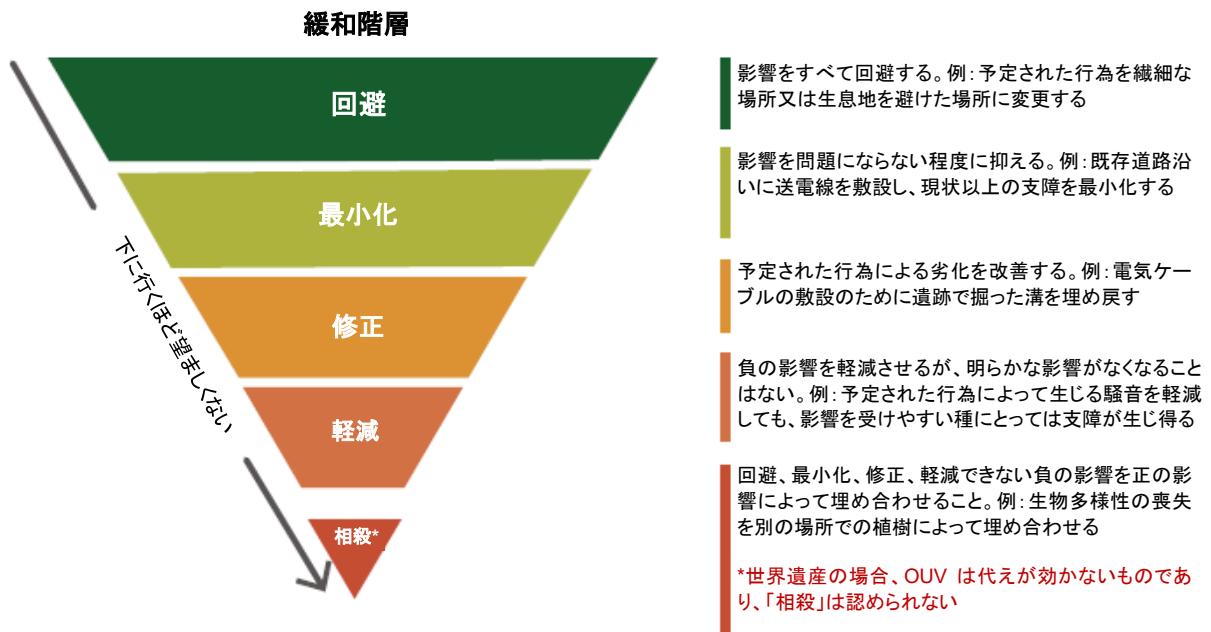 緩和階層
回避
影響をすべて回避する。例：予定された行為を繊細な
場所又は生息地を避けた場所に変更する
最小化
影響を問題にならない程度に抑える。例：既存道路沿
いに送電線を敷設し、現状以上の支障を最小化する
修正
予定された行為による劣化を改善する。例：電気ケー
ブルの敷設のために遺跡で掘った溝を埋め戻す
軽減
負の影響を軽減させるが、明らかな影響がなくなること
はない。例：予定された行為によって生じる騒音を軽減
しても、影響を受けやすい種にとっては支障が生じ得る
相殺*
回避、最小化、修正、軽減できない負の影響を正の影
響によって埋め合わせること。例：生物多様性の喪失
を別の場所での植樹によって埋め合わせる
*世界遺産の場合、OUV は代えが効かないものであ
り、「相殺」は認められない
下に行くほど望ましくない